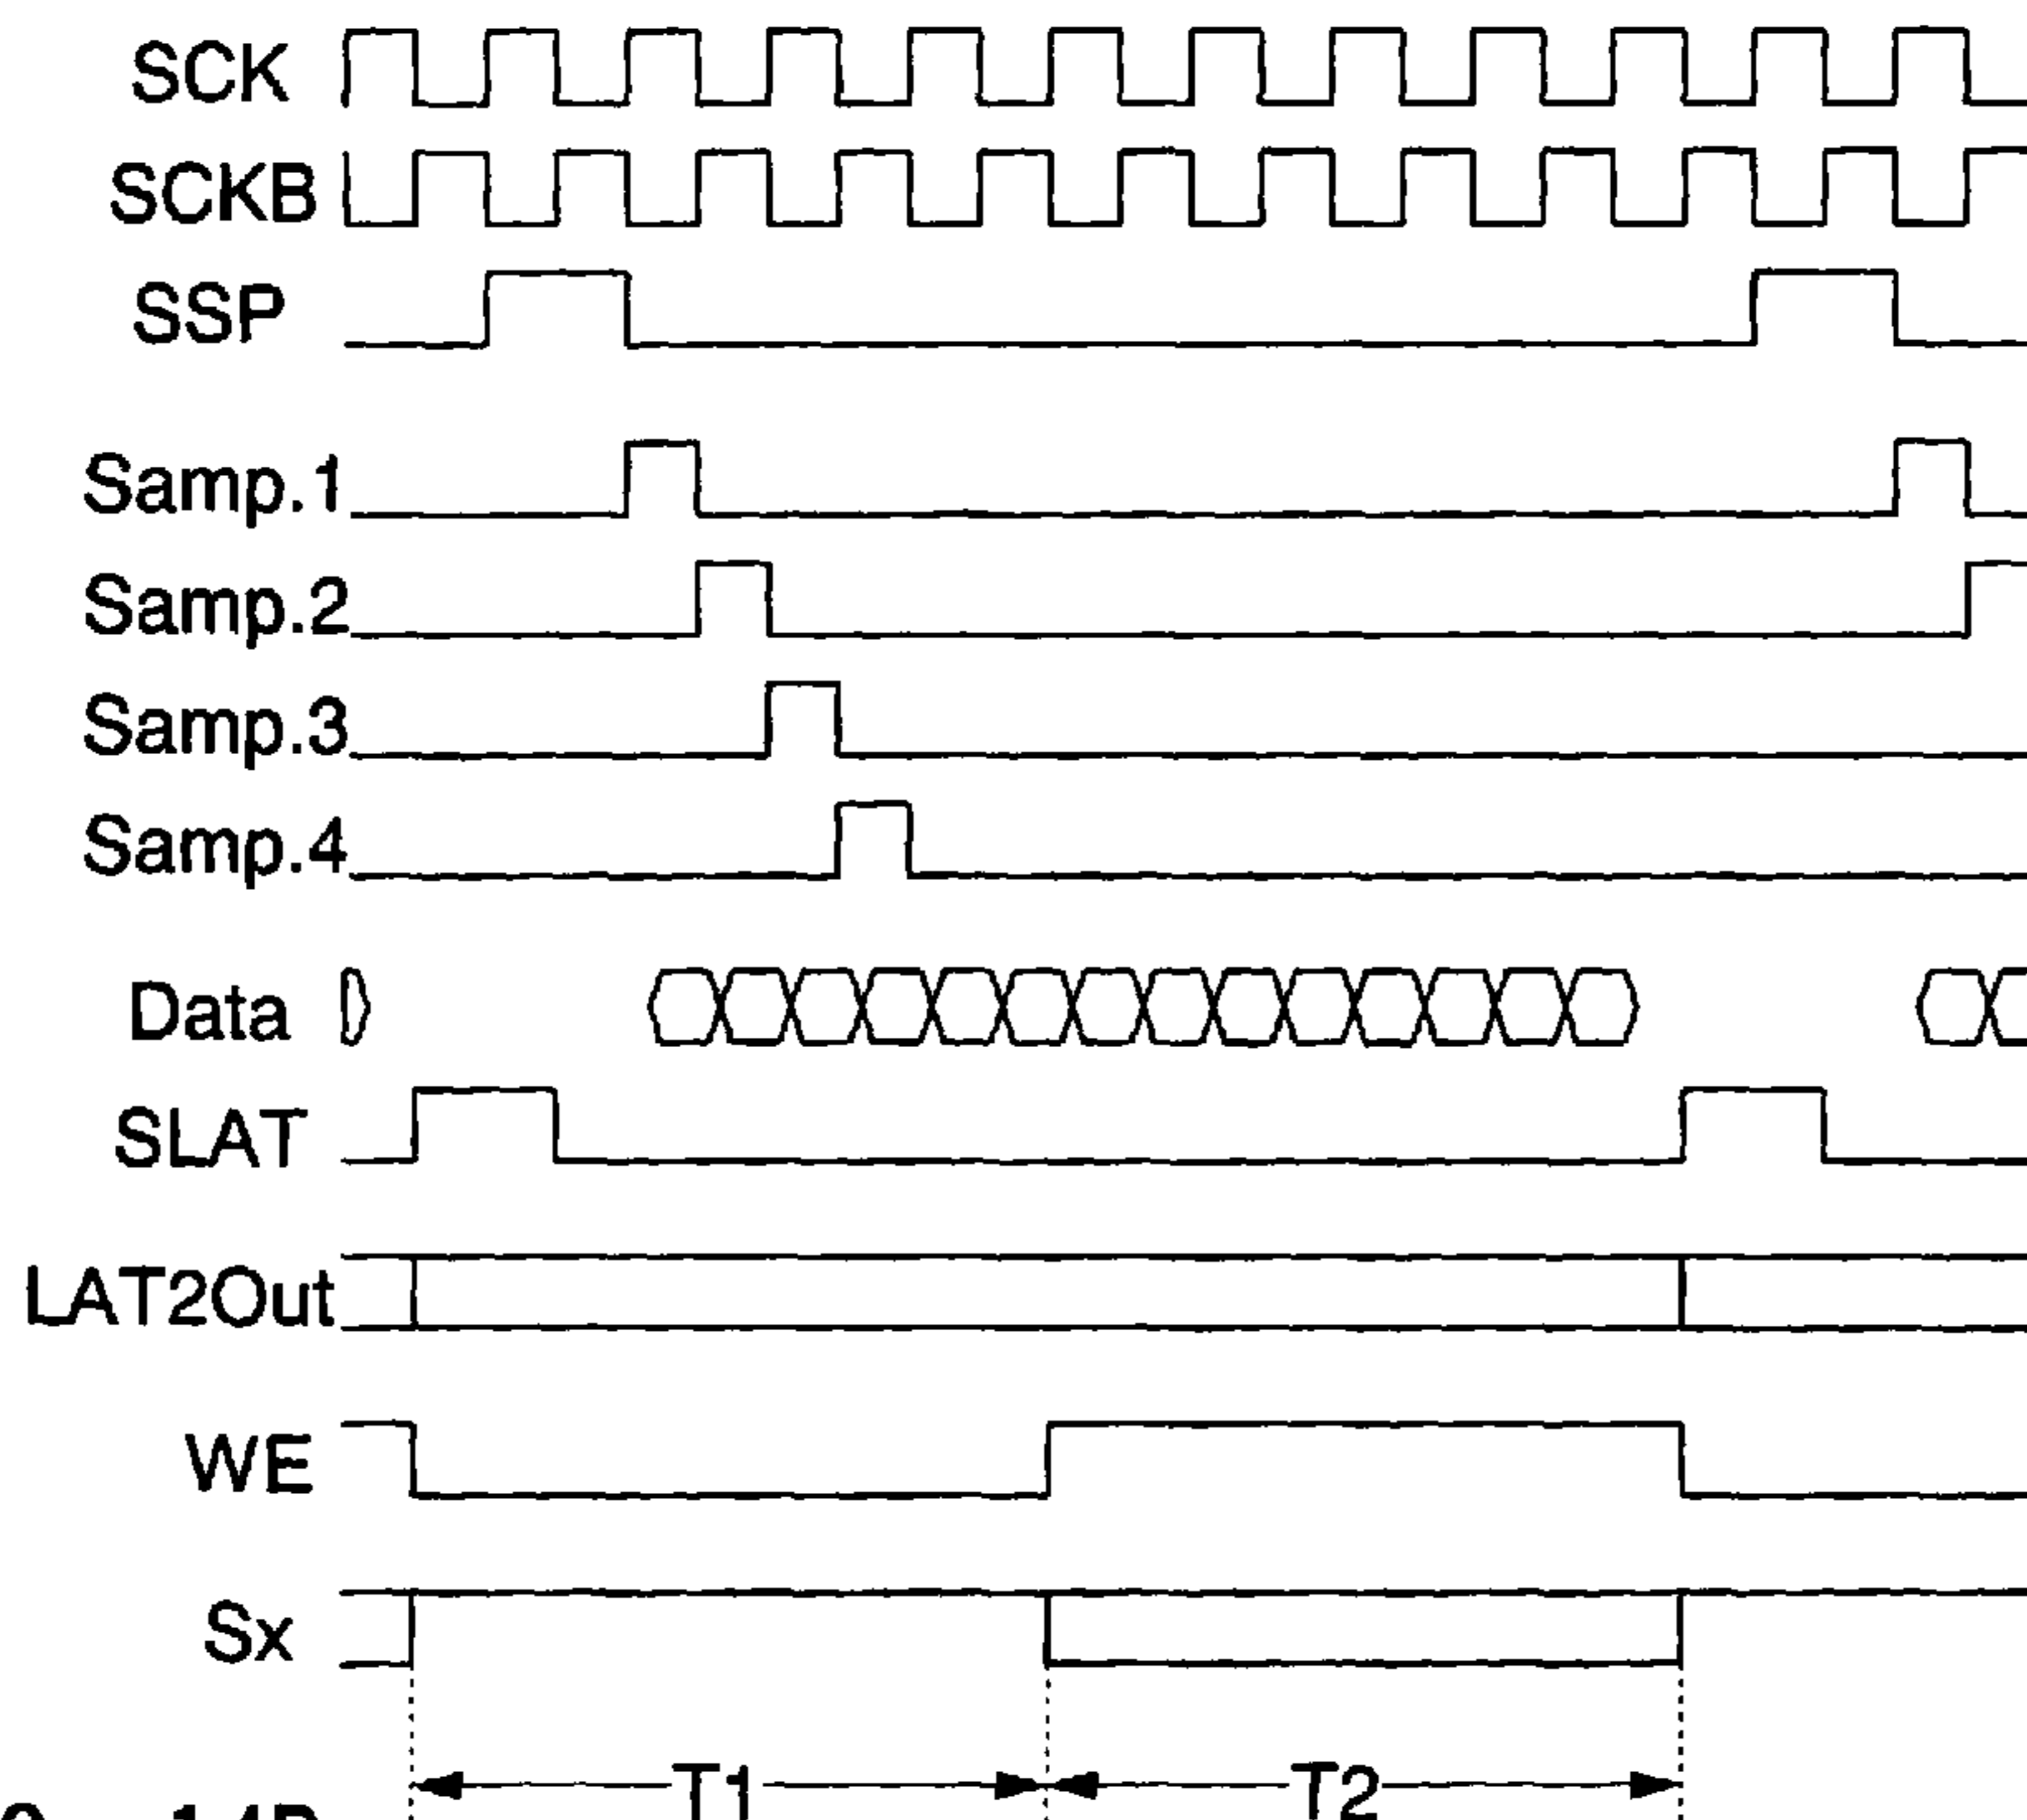 SCK
SCKB
SSP
Samp.1
Samp.2
Samp.3
Samp.4
Data
SLAT
LAT2Out
WE
Sx
T1 T2